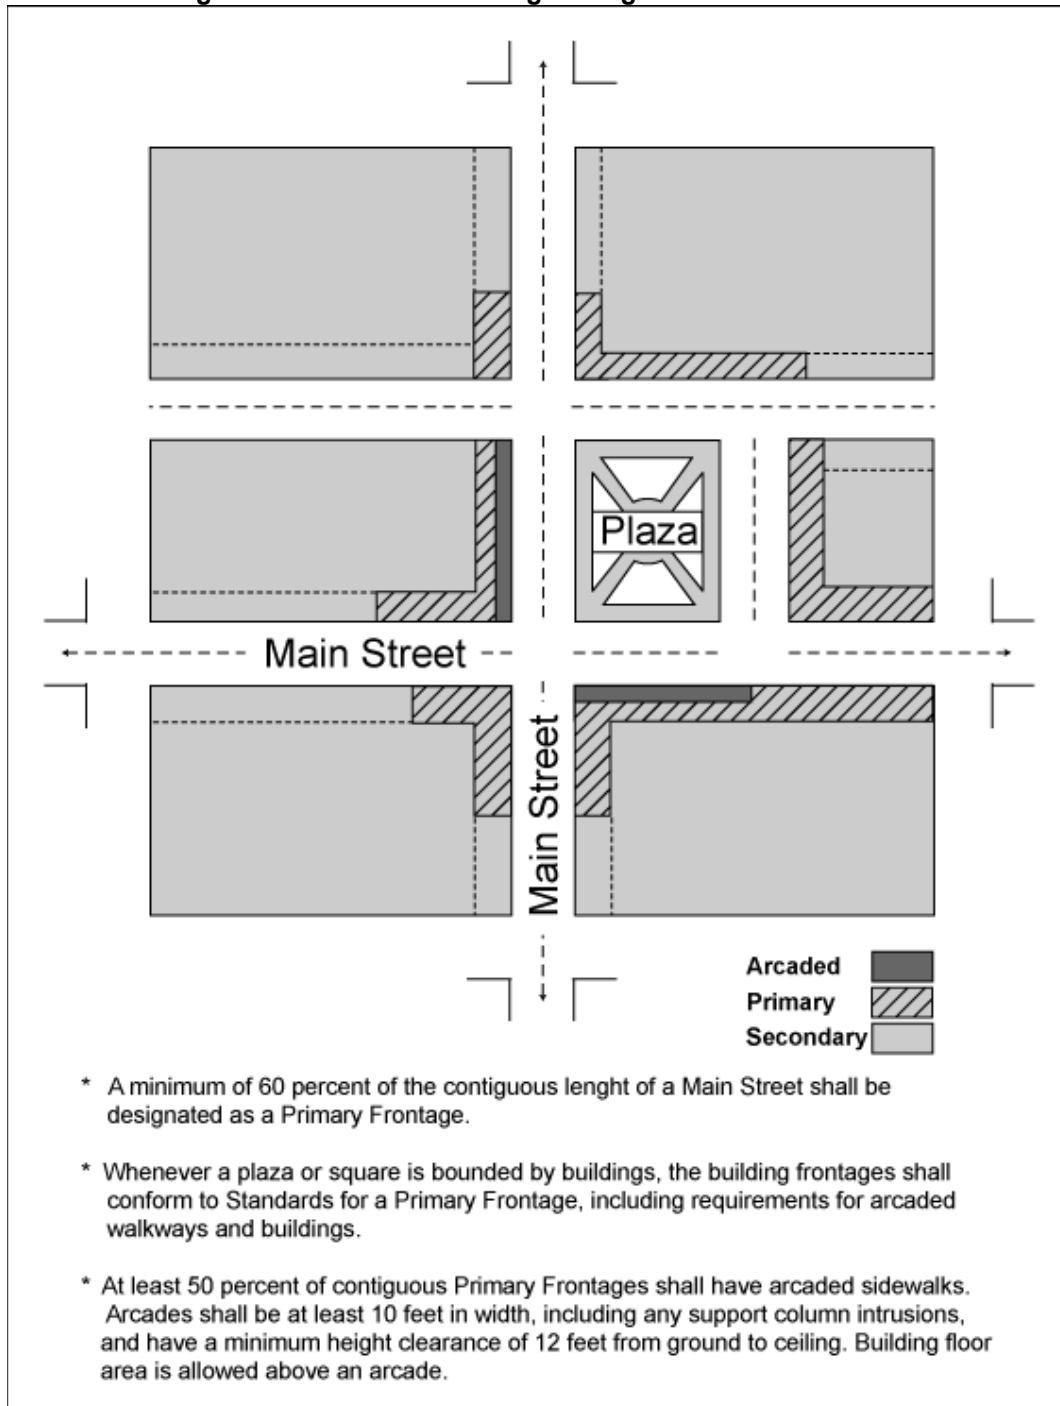 Plaza
Main Street
Main Street
Arcaded
Primary
Secondary
* A minimum of 60 percent of the contiguous lenght of a Main Street shall be
designated as a Primary Frontage.
* Whenever a plaza or square is bounded by buildings, the building frontages shall
conform to Standards for a Primary Frontage, including requirements for arcaded
walkways and buildings.
* At least 50 percent of contiguous Primary Frontages shall have arcaded sidewalks.
Arcades shall be at least 10 feet in width, including any support column intrusions,
and have a minimum height clearance of 12 feet from ground to ceiling. Building floor
area is allowed above an arcade.